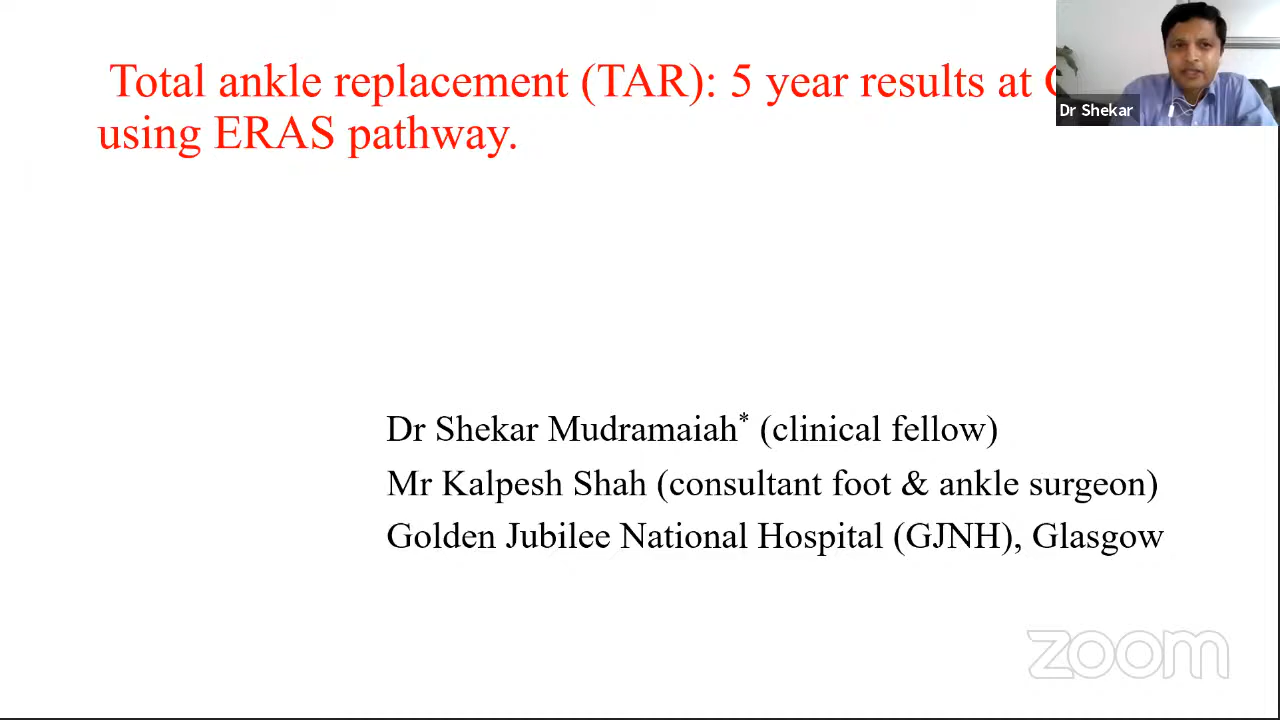 Total ankle replacement (TAR): 5 year results at
using ERAS pathway.
Dr Shekar
Dr Shekar Mudramaiah* (clinical fellow)
Mr Kalpesh Shah (consultant foot & ankle surgeon)
Golden Jubilee National Hospital (GJNH), Glasgow
zoom